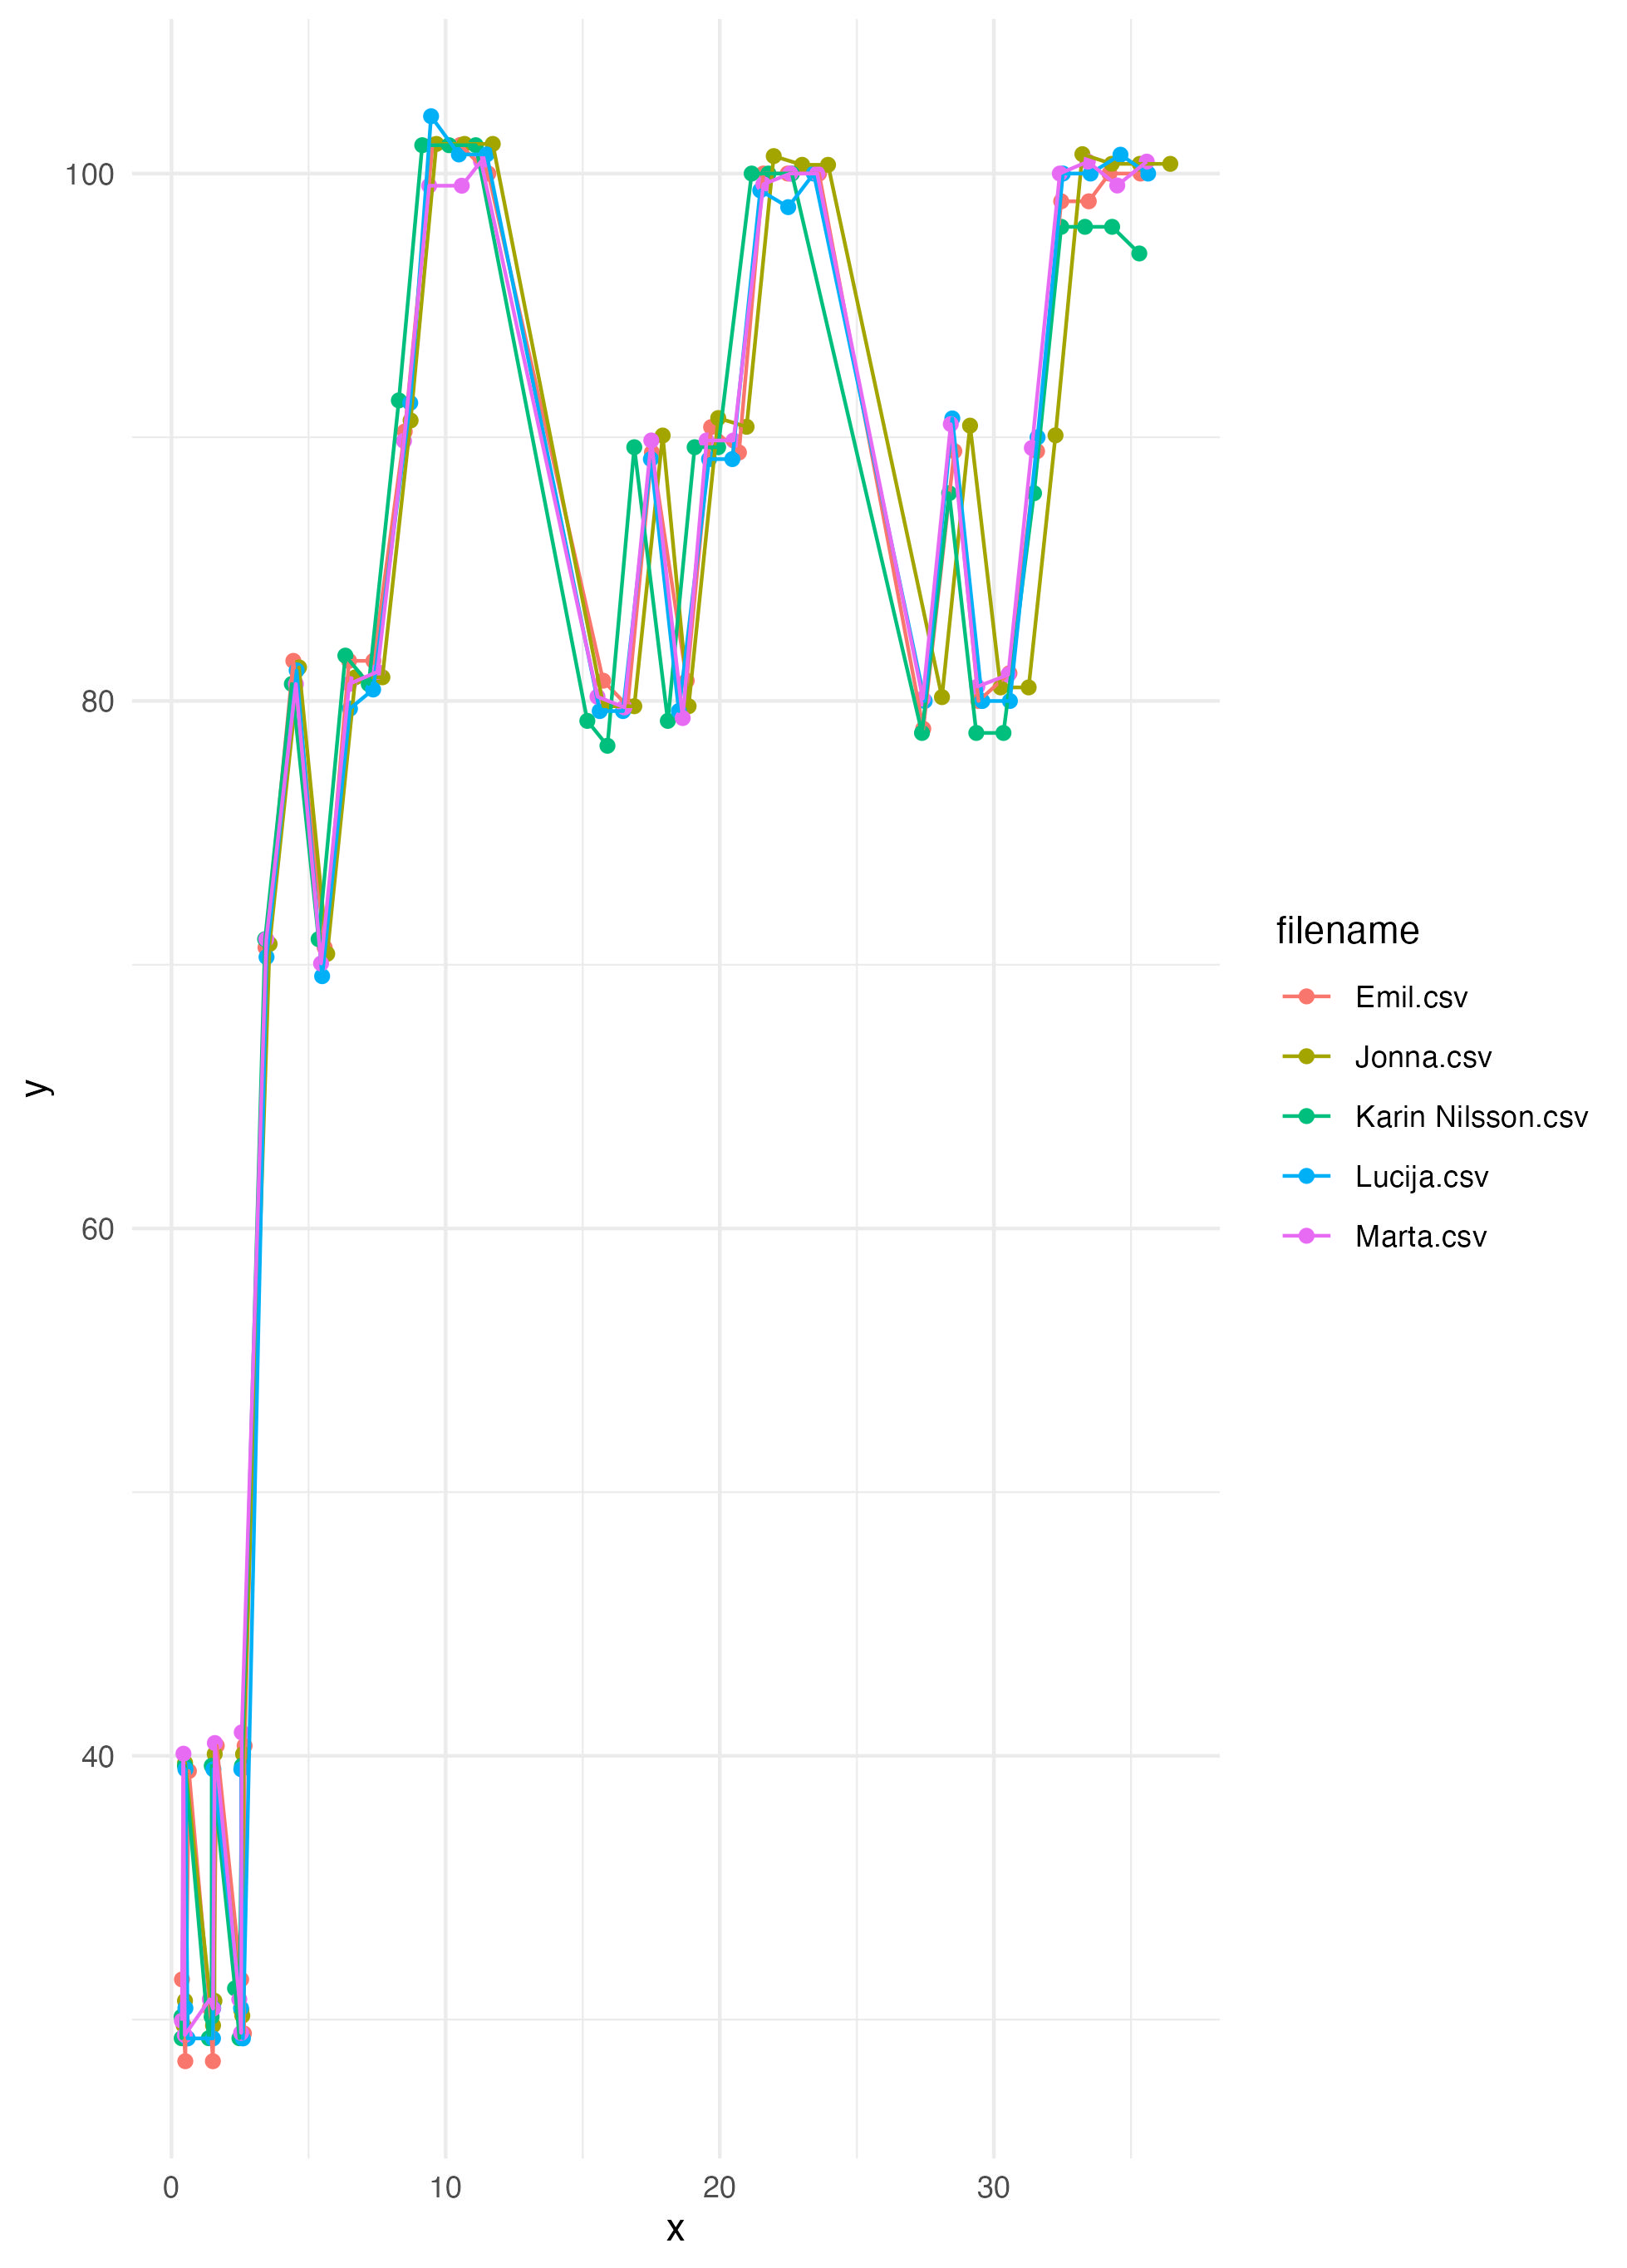 100
80
60
40
y
0 10 20 30
x
filename
Emil.csv
Jonna.csv
Karin Nilsson.csv
Lucija.csv
Marta.csv